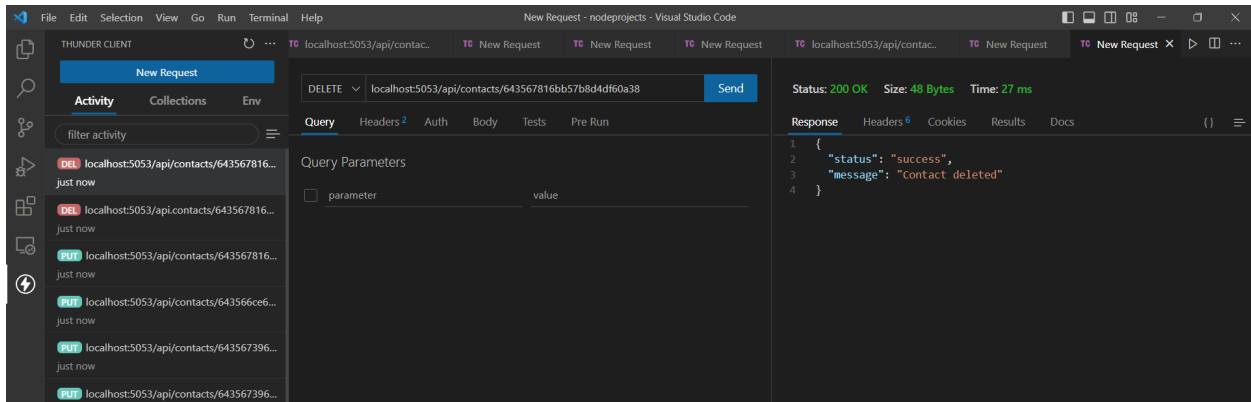 File Edit Selection View Go Run Terminal Help New Request - nodeprojects - Visual Studio Code
THUNDER CLIENT
TC localhost:5053/api/contac.. TC New Request TC New Request TC New Request TC localhost:5053/api/contac.. TC New Request TC New Request
New Request
Activity Collections Env
filter activity
DEL localhost:5053/api/contacts/643567816...
just now
DEL localhost:5053/api.contacts/643567816...
just now
PUT localhost:5053/api/contacts/643567816...
just now
PUT localhost:5053/api/contacts/643566ce6...
just now
PUT localhost:5053/api/contacts/643567396...
just now
PUT localhost:5053/api/contacts/643567396...
DELETE localhost:5053/api/contacts/643567816bb57b8d4df60a38 Send
Query Headers 2 Auth Body Tests Pre Run
Query Parameters
parameter value
Status: 200 OK Size: 48 Bytes Time: 27 ms
Response Headers 6 Cookies Results Docs { }
1 {
2 "status": "success",
3 "message": "Contact deleted"
4 }